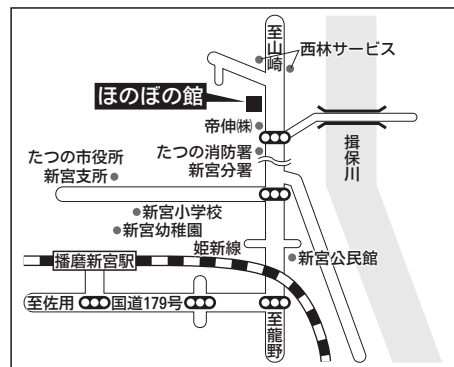 至山崎
西林サービス
ほのぼの館
帝伸㈱
たつの消防署
新宮分署
揖保川
たつの市役所
新宮支所
新宮小学校
新宮幼稚園
姫新線
新宮公民館
播磨新宮駅
至佐用
国道179号
至龍野